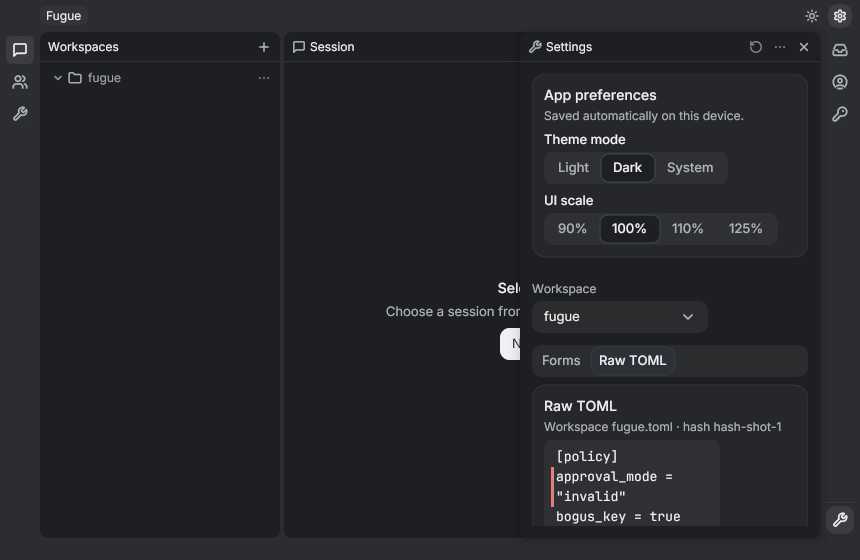 Fugue
Workspaces
fugue
Session
Choose a session from
N
Settings
App preferences
Saved automatically on this device.
Theme mode
Light Dark System
UI scale
90% 100% 110% 125%
Workspace
fugue
Forms Raw TOML
Raw TOML
Workspace fugue.toml · hash hash-shot-1
[policy]
approval_mode =
"invalid"
bogus_key = true